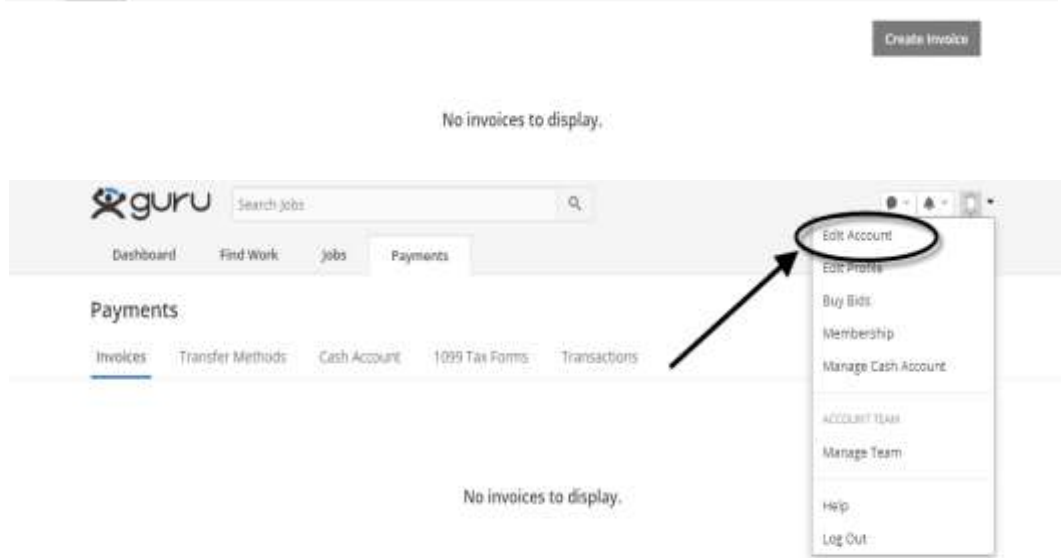 Create Invoice
No invoices to display.
guru Search Jobs
Edit Account
Dashboard Find Work Jobs Payments
Edit Profile
Buy Bids
Payments
Membership
Invoices Transfer Methods Cash Account 1099 Tax Forms Transactions
Manage Cash Account
ACCOUNT TEAM
Manage Team
No invoices to display.
Help
Log Out